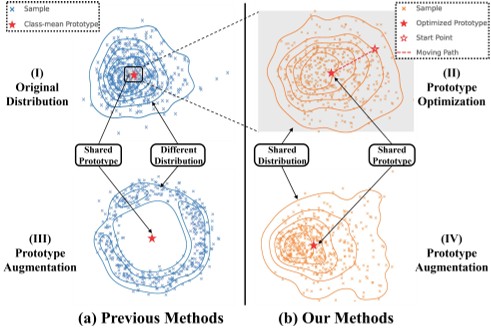 Sample
Class-mean Prototype
Sample
Optimized Prototype
Start Point
Moving Path
(I)
Original
Distribution
(II)
Prototype
Optimization
Shared
Prototype
Different
Distribution
Shared
Distribution
Shared
Prototype
(III)
Prototype
Augmentation
(IV)
Prototype
Augmentation
(a) Previous Methods
(b) Our Methods